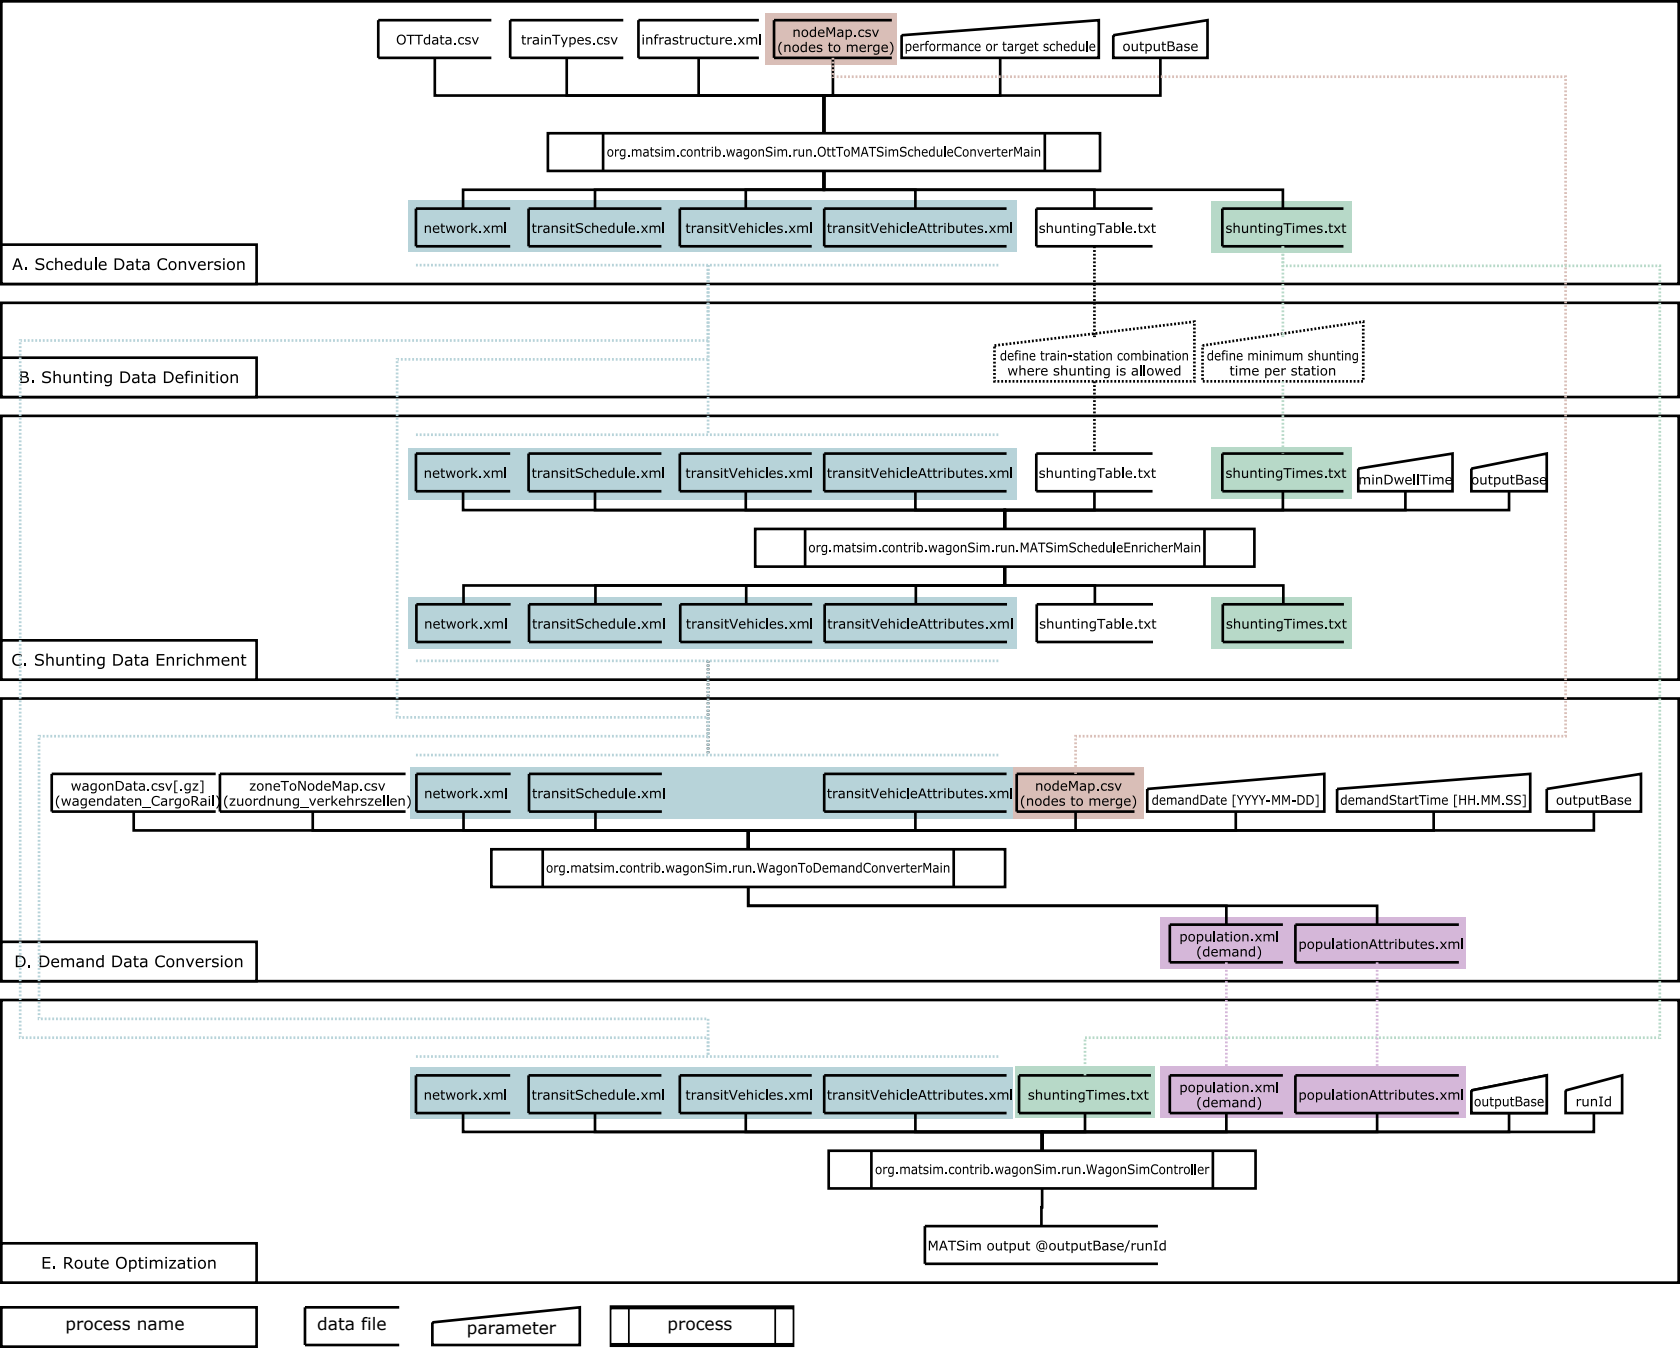 OTTdata.csv
trainTypes.csv
infrastructure.xml
nodeMap.csv
(nodes to merge)
performance or target schedule
outputBase
org.matsim.contrib.wagonSim.run.OttToMATSimScheduleConverterMain
network.xml
transitSchedule.xml
transitVehicles.xml
transitVehicleAttributes.xml
shuntingTable.txt
shuntingTimes.txt
A. Schedule Data Conversion
define train-station combination
where shunting is allowed
define minimum shunting
time per station
B. Shunting Data Definition
network.xml
transitSchedule.xml
transitVehicles.xml
transitVehicleAttributes.xml
shuntingTable.txt
shuntingTimes.txt
minDwellTime
outputBase
org.matsim.contrib.wagonSim.run.MATSimScheduleEnricherMain
network.xml
transitSchedule.xml
transitVehicles.xml
transitVehicleAttributes.xml
shuntingTable.txt
shuntingTimes.txt
C. Shunting Data Enrichment
wagonData.csv[.gz]
(wagendaten_CargoRail)
zoneToNodeMap.csv
(zuordnung_verkehrszellen)
network.xml
transitSchedule.xml
transitVehicleAttributes.xml
nodeMap.csv
(nodes to merge)
demandDate [YYYY-MM-DD]
demandStartTime [HH.MM.SS]
outputBase
org.matsim.contrib.wagonSim.run.WagonToDemandConverterMain
population.xml
(demand)
populationAttributes.xml
D. Demand Data Conversion
network.xml
transitSchedule.xml
transitVehicles.xml
transitVehicleAttributes.xml
shuntingTimes.txt
population.xml
(demand)
populationAttributes.xml
outputBase
runId
org.matsim.contrib.wagonSim.run.WagonSimController
MATSim output @outputBase/runId
E. Route Optimization
process name
data file
parameter
process